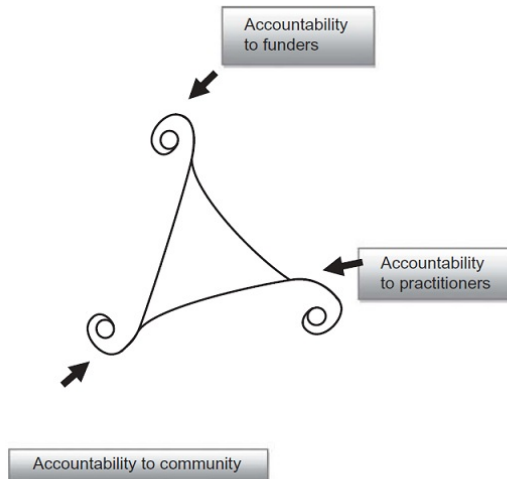 Accountability
to funders
Accountability
to practitioners
Accountability to community